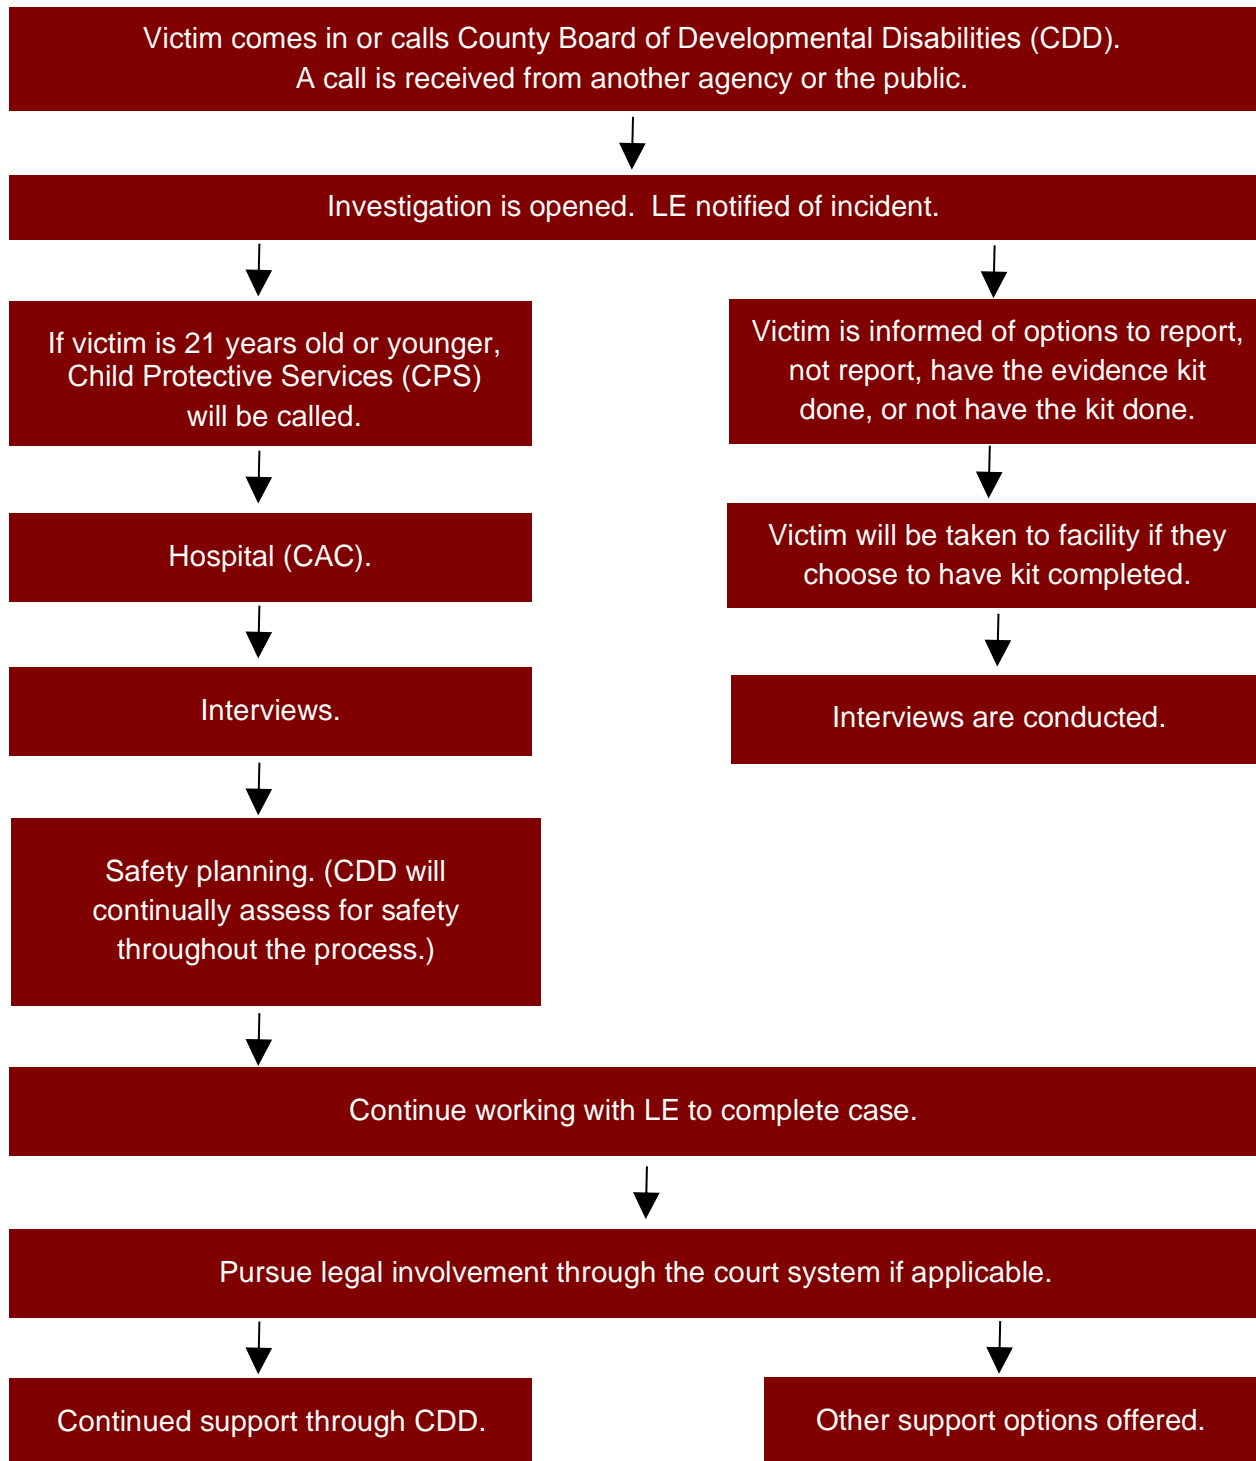 Victim comes in or calls County Board of Developmental Disabilities (CDD).
A call is received from another agency or the public.
Investigation is opened.  LE notified of incident.
If victim is 21 years old or younger,
Child Protective Services (CPS)
will be called.
Hospital (CAC).
Interviews.
Safety planning. (CDD will
continually assess for safety
throughout the process.)
Victim is informed of options to report,
not report, have the evidence kit
done, or not have the kit done.
Victim will be taken to facility if they
choose to have kit completed.
Interviews are conducted.
Continue working with LE to complete case.
Pursue legal involvement through the court system if applicable.
Continued support through CDD.
Other support options offered.